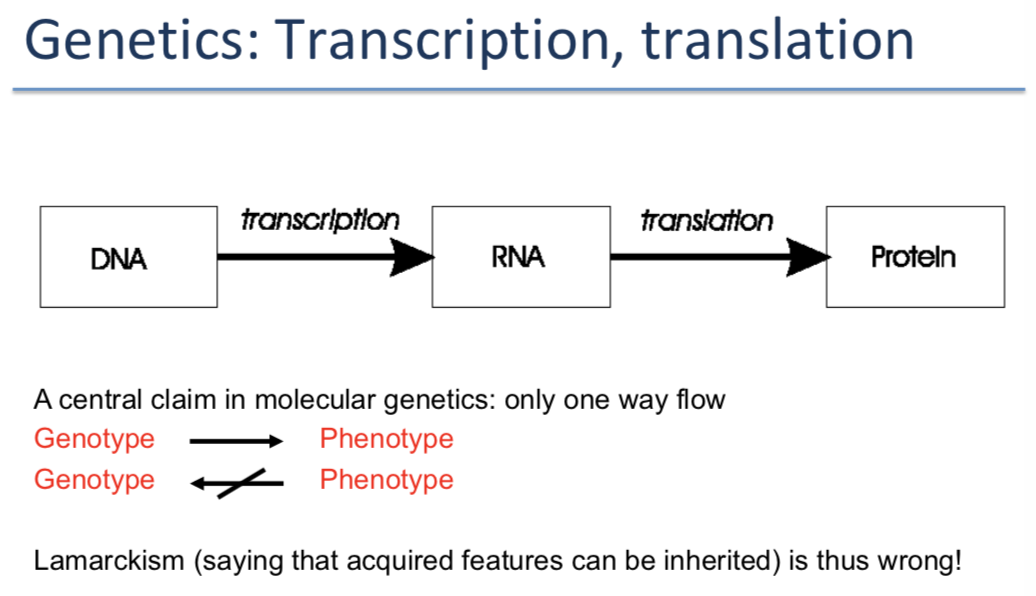 Genetics: Transcription, translation
transcription
translation
DNA
RNA
Protein
A central claim in molecular genetics: only one way flow
Genotype Phenotype
Genotype Phenotype
Lamarckism (saying that acquired features can be inherited) is thus wrong!